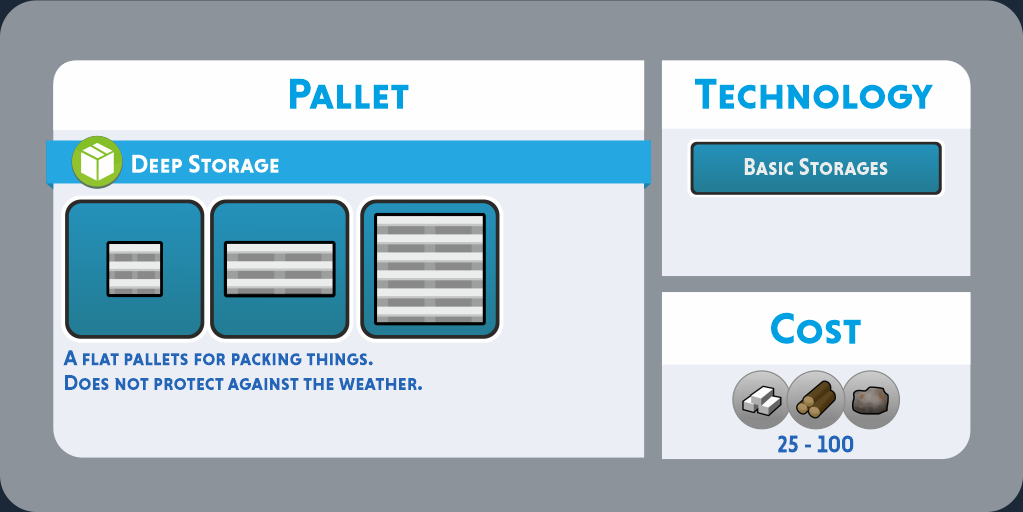 Pallet
Deep Storage
A flat pallets for packing things.
Does not protect against the weather.
Technology
Basic Storages
Cost
25 - 100